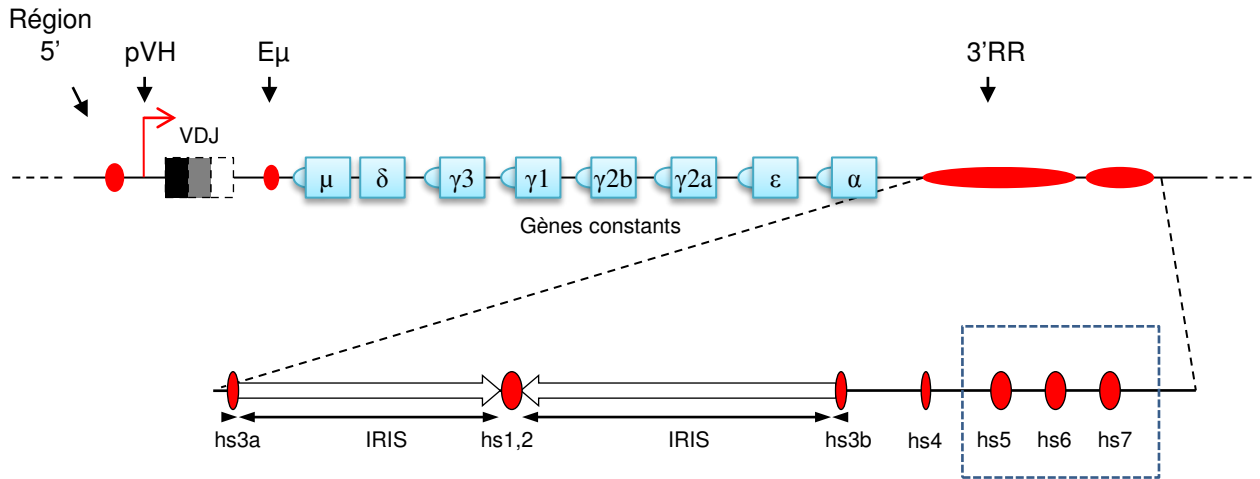 Région
5'
pVH
Eμ
3'RR
VDJ
μ δ γ3 γ1 γ2b γ2a ε α
Gènes constants
hs3a IRIS hs1,2 IRIS hs3b hs4 hs5 hs6 hs7